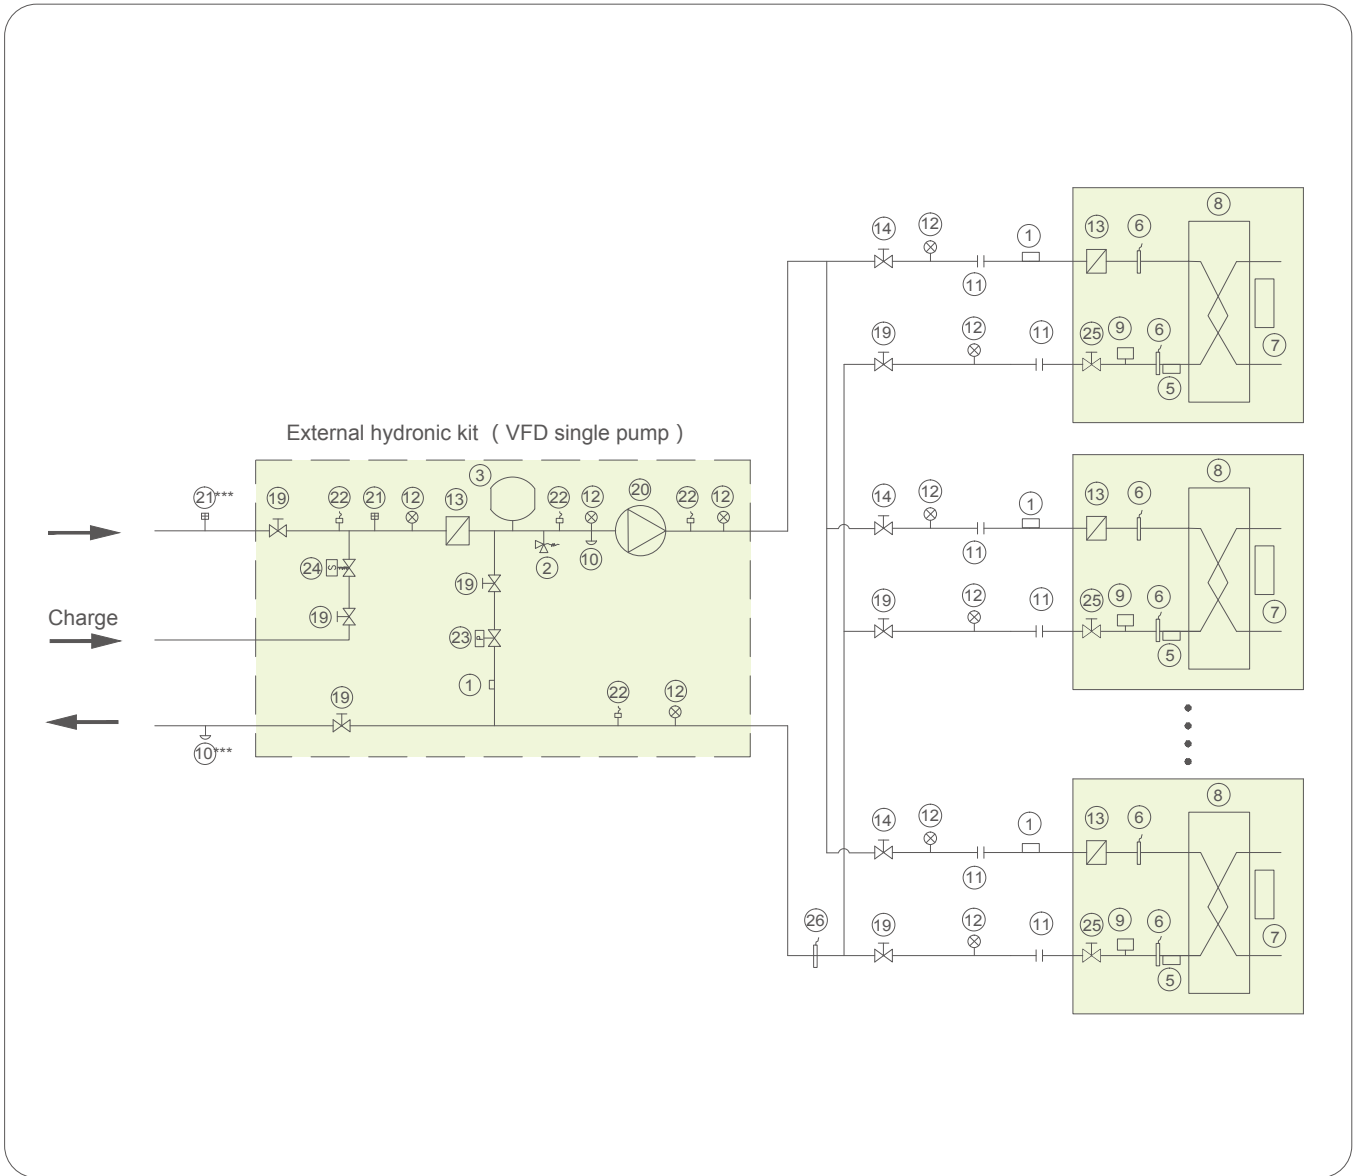 8
14 12 1 13 6
11
19 12 11 25 9 6 7
5
External hydronic kit ( VFD single pump )
3 8
21*** 19 22 21 12 13 22 12 20 22 12 14 12 1 13 6
S
24 2 10 11
19 19 12 11 25 9 6 7
Charge
P
23 5
1 19 22 12
10***
8
14 12 1 13 6
11
26 19 12 11 25 9 6 7
5